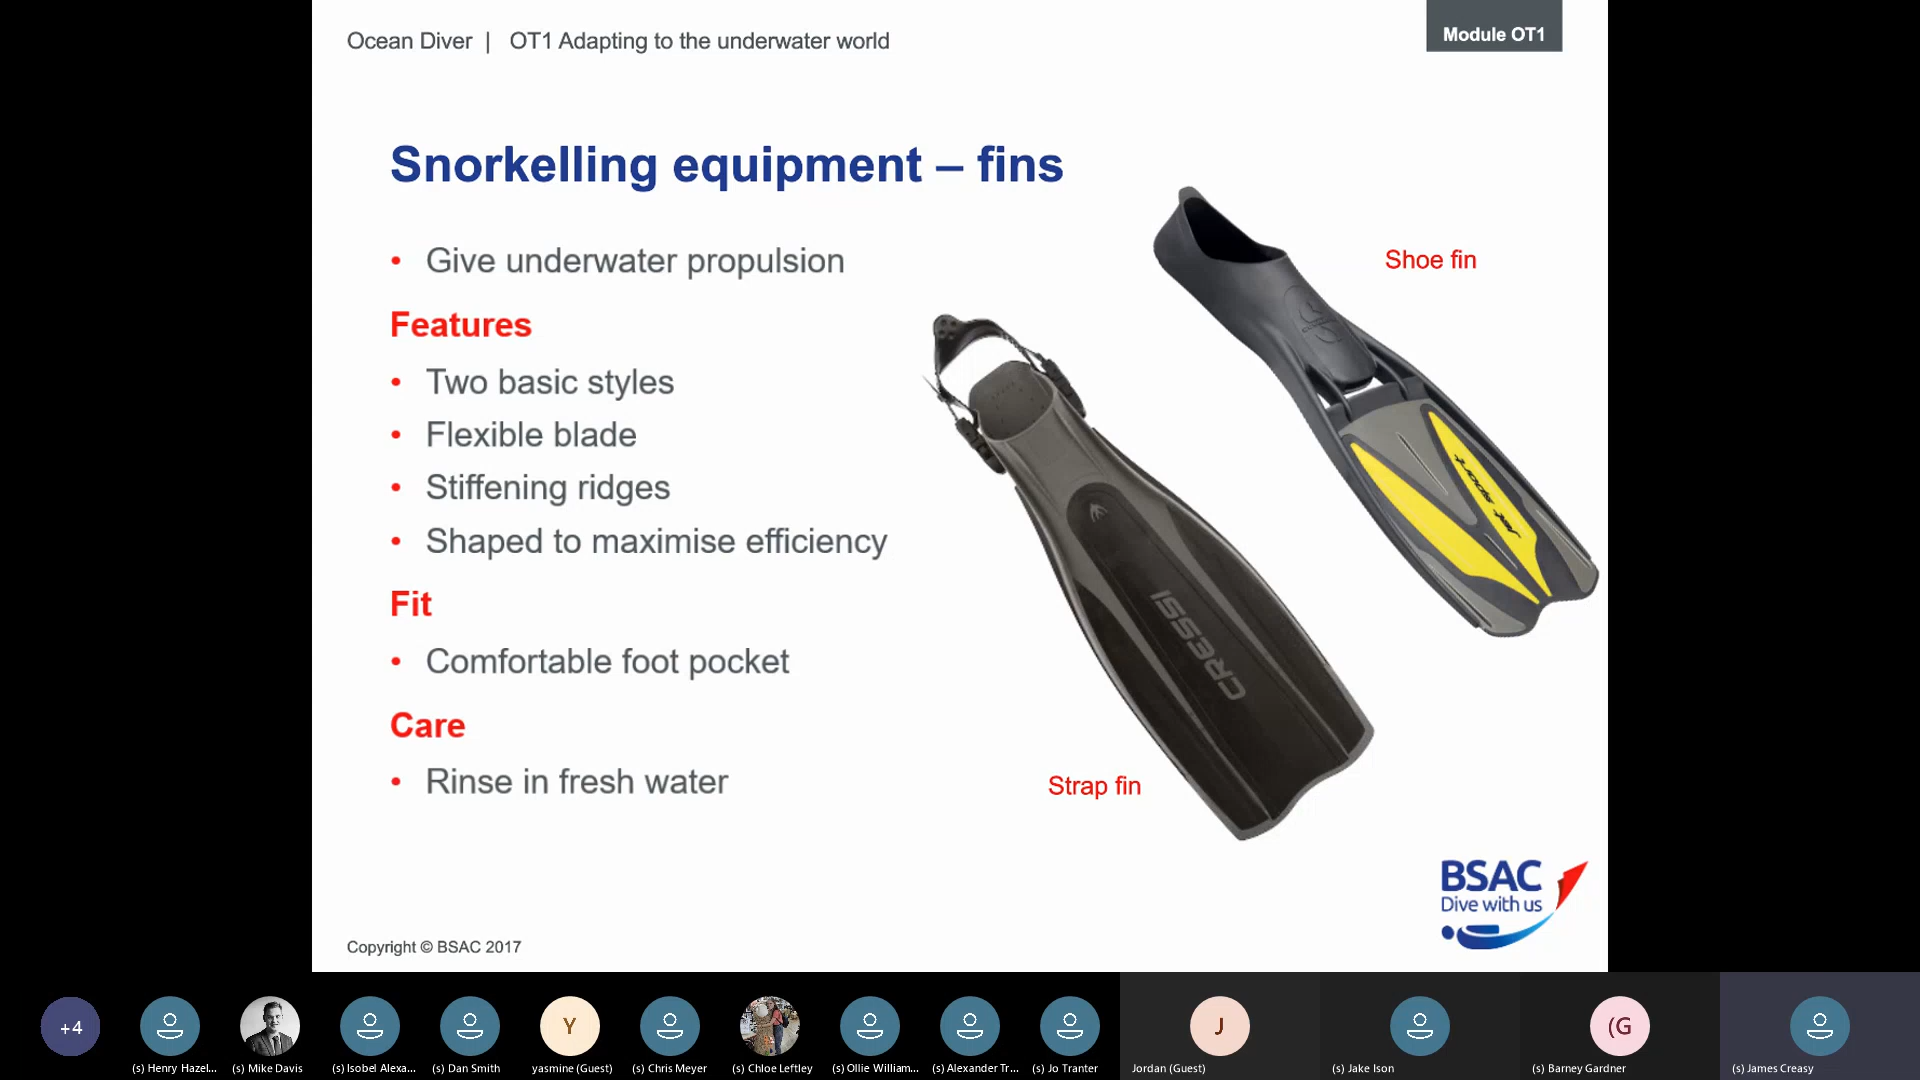 Ocean Diver | OT1 Adapting to the underwater world
Module OT1
Snorkelling equipment – fins
• Give underwater propulsion
Features
• Two basic styles
• Flexible blade
• Stiffening ridges
• Shaped to maximise efficiency
Fit
• Comfortable foot pocket
Care
• Rinse in fresh water
Shoe fin
jet sport
CRESSI
Strap fin
BSAC
Dive with us
Copyright © BSAC 2017
+4
Y
J
(G
(s) Henry Hazel...
(s) Mike Davis
(s) Isobel Alexa...
(s) Dan Smith
yasmine (Guest)
(s) Chris Meyer
(s) Chloe Leftley
(s) Ollie William...
(s) Alexander Tr...
(s) Jo Tranter
Jordan (Guest)
(s) Jake Ison
(s) Barney Gardner
(s) James Creasy